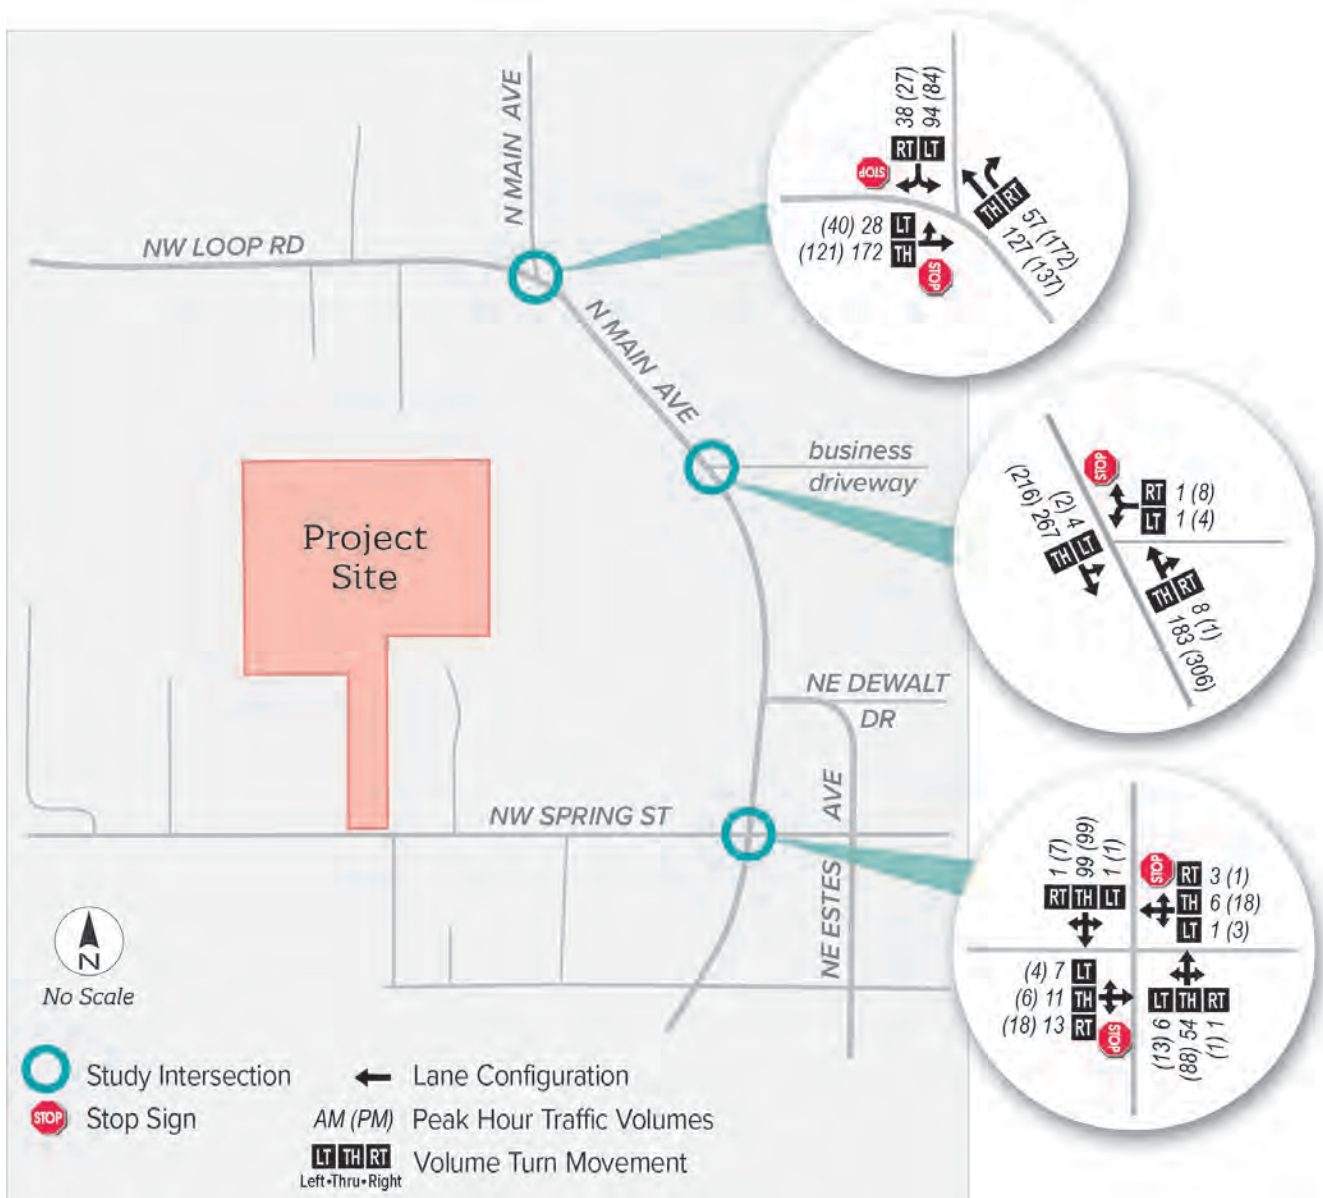 N MAIN AVE
NW LOOP RD
N MAIN AVE
business
driveway
Project
Site
NE DEWALT
DR
NW SPRING ST
NE ESTES AVE
N
No Scale
38 (27)
94 (84)
RT LT
STOP
(40) 28 LT
(121) 172 TH
STOP
TH RT
57 (172)
127 (137)
STOP
RT 1 (8)
LT 1 (4)
(2) 4
(216) 267
TH LT
TH RT
8 (1)
183 (306)
1 (7)
99 (99)
1 (1)
RT TH LT
STOP
RT 3 (1)
TH 6 (18)
LT 1 (3)
(4) 7 LT
(6) 11 TH
(18) 13 RT
STOP
LT TH RT
(13) 6
(88) 54
(1) 1
Study Intersection
STOP Stop Sign
Lane Configuration
AM (PM) Peak Hour Traffic Volumes
LT TH RT Volume Turn Movement
Left•Thru•Right